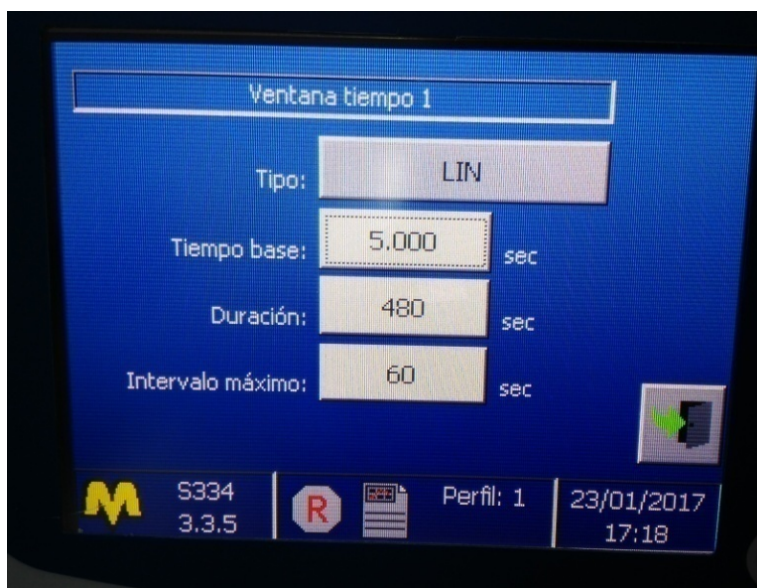 Ventana tiempo 1
Tipo: LIN
Tiempo base: 5.000 sec
Duración: 480 sec
Intervalo máximo: 60 sec
M S334 R Perfil: 1 23/01/2017
3.3.5 17:18